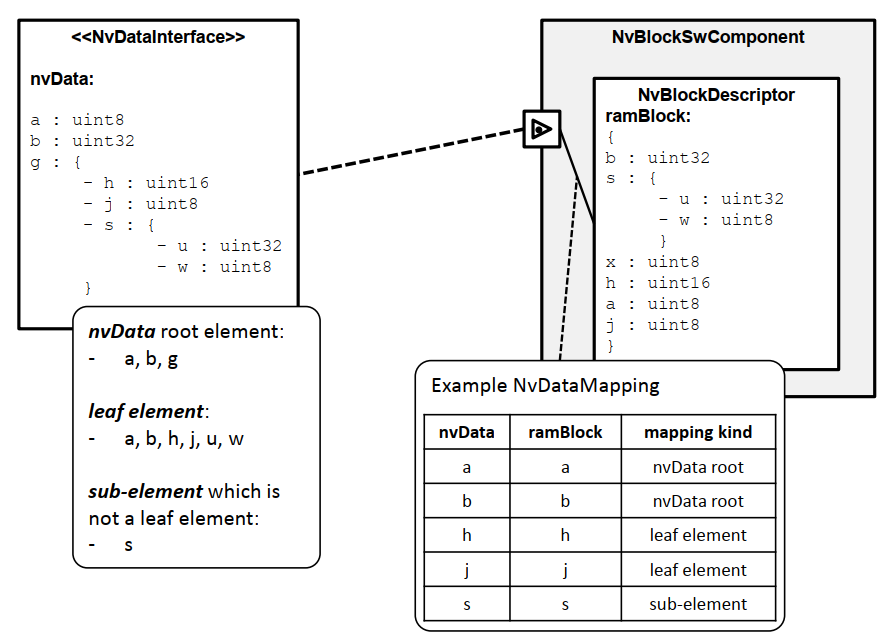 <<NvDataInterface>>
nvData:
a : uint8
b : uint32
g : {
- h : uint16
- j : uint8
- s : {
- u : uint32
- w : uint8
}
nvData root element:
- a, b, g
leaf element:
- a, b, h, j, u, w
sub-element which is
not a leaf element:
- s
NvBlockSwComponent
NvBlockDescriptor
ramBlock:
{
b : uint32
s : {
- u : uint32
- w : uint8
}
x : uint8
h : uint16
a : uint8
j : uint8
}
Example NvDataMapping
nvData ramBlock mapping kind
a a nvData root
b b nvData root
h h leaf element
j j leaf element
s s sub-element